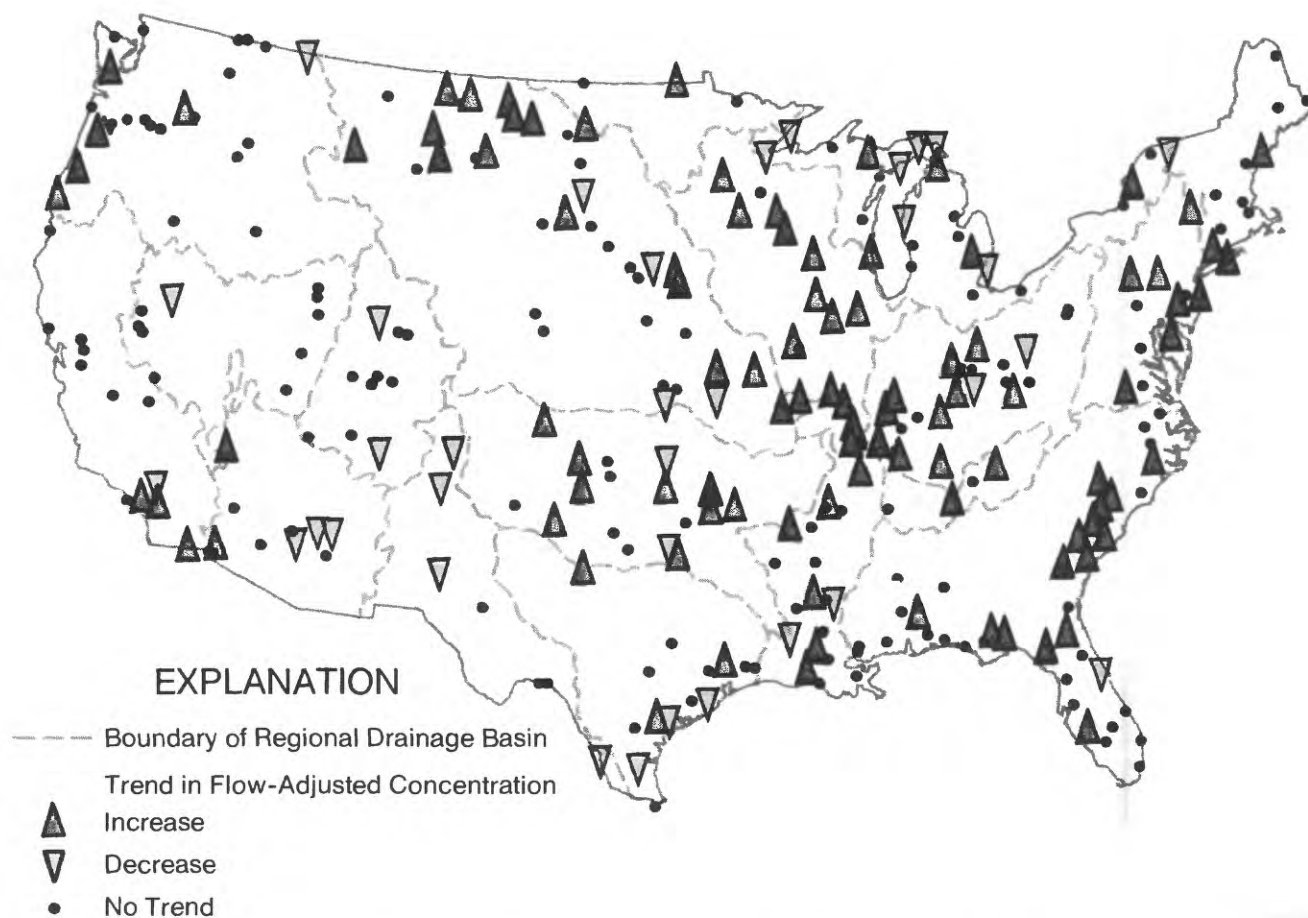 EXPLANATION
Boundary of Regional Drainage Basin
Trend in Flow-Adjusted Concentration
Increase
Decrease
No Trend